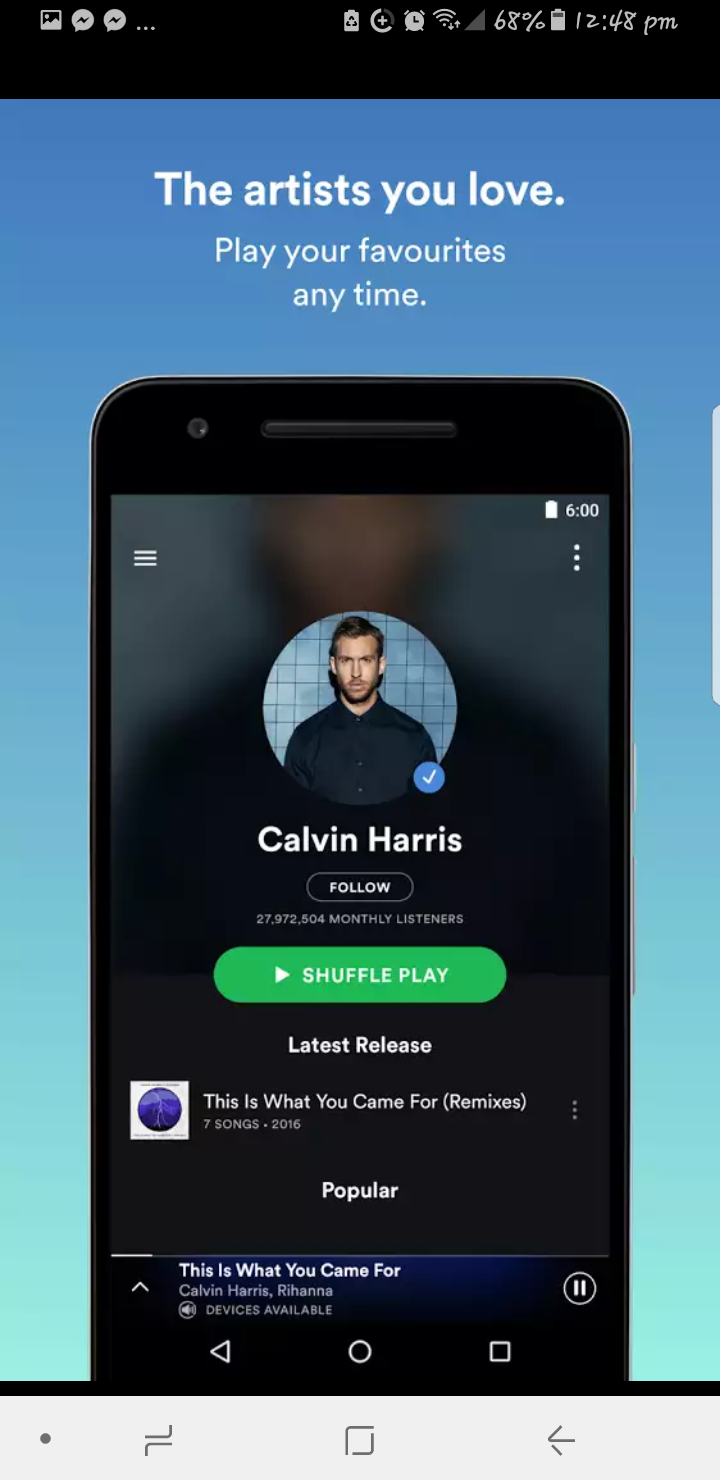 ... 68% 12:48 pm
The artists you love.
Play your favourites
any time.
6:00
Calvin Harris
FOLLOW
27,972,504 MONTHLY LISTENERS
SHUFFLE PLAY
Latest Release
This Is What You Came For (Remixes)
7 SONGS • 2016
Popular
This Is What You Came For
Calvin Harris, Rihanna
DEVICES AVAILABLE